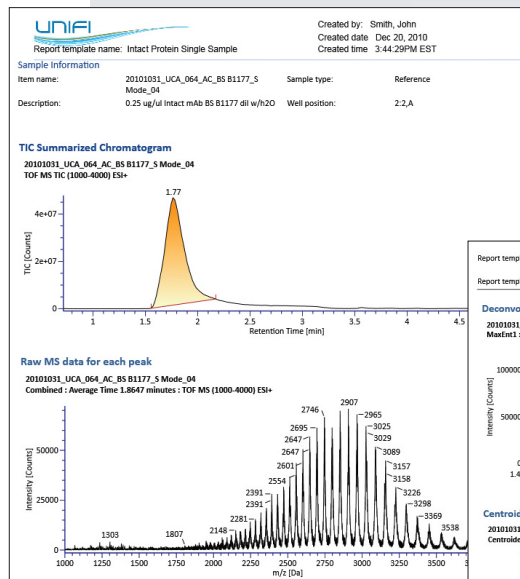 UNIFI
Created by: Smith, John
Created date Dec 20, 2010
Report template name: Intact Protein Single Sample
Created time 3:44:29PM EST
Sample Information
Item name: 20101031_UCA_064_AC_BS B1177_S Sample type: Reference
Mode_04
Description: 0.25 ug/ul Intact mAb BS B1177 dil w/h2O Well position: 2:2,A
TIC Summarized Chromatogram
20101031_UCA_064_AC_BS B1177_S Mode_04
TOF MS TIC (1000-4000) ESI+
1.77
4e+07
2e+07
0
TIC [Counts]
1 1.5 2 2.5 3 3.5 4 4.5
Retention Time [min]
Raw MS data for each peak
20101031_UCA_064_AC_BS B1177_S Mode_04
Combined : Average Time 1.8647 minutes : TOF MS (1000-4000) ESI+
2907
2746
2965
2695
3025
2647
3029
2647
3089
2601
3157
2554
3158
2391
3226
2391
3298
2281
3369
2148
3538
1303
1807
50000
25000
0
Intensity [Counts]
1000 1250 1500 1750 2000 2250 2500 2750 3000 3250 3500
m/z [Da]
Report templ
Report templ
Deconvo
20101031_
MaxEnt1 :
100000
50000
0
Intensity [Counts]
1.4
Centroid
20101031
Centroide